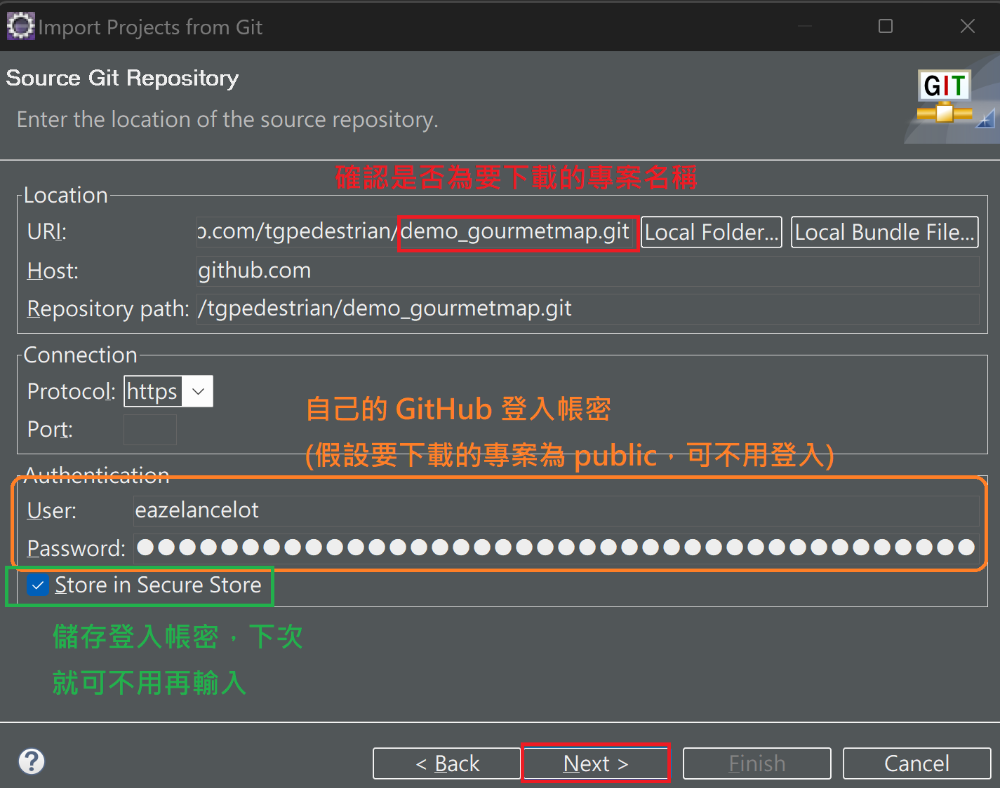 Import Projects from Git
Source Git Repository
Enter the location of the source repository.
GIT
確認是否為要下載的專案名稱
Location
URI: b.com/tgpedestrian/demo_gourmetmap.git Local Folder... Local Bundle File...
Host: github.com
Repository path: /tgpedestrian/demo_gourmetmap.git
Connection
Protocol: https
自己的 GitHub 登入帳密
Port:
(假設要下載的專案為 public，可不用登入)
Authentication
User: eazelancelot
Password: ●●●●●●●●●●●●●●●●●●●●●●●●●●●●●●●●●●●●●●●●
Store in Secure Store
儲存登入帳密，下次
就可不用再輸入
? < Back Next > Finish Cancel